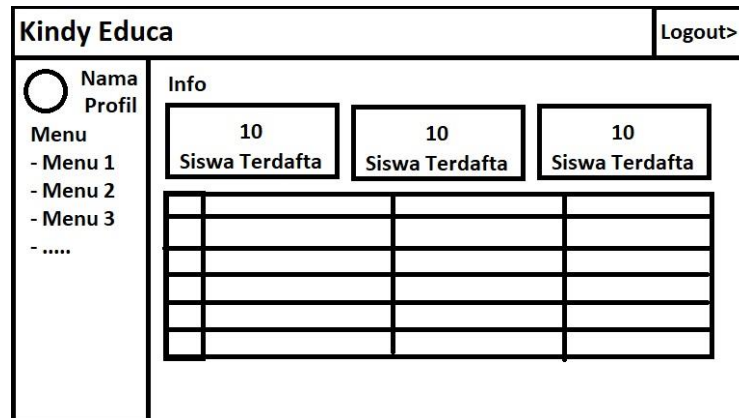 Kindy Educa
Logout>
Nama
Profil
Menu
- Menu 1
- Menu 2
- Menu 3
- .....
Info
10
Siswa Terdafta
10
Siswa Terdafta
10
Siswa Terdafta